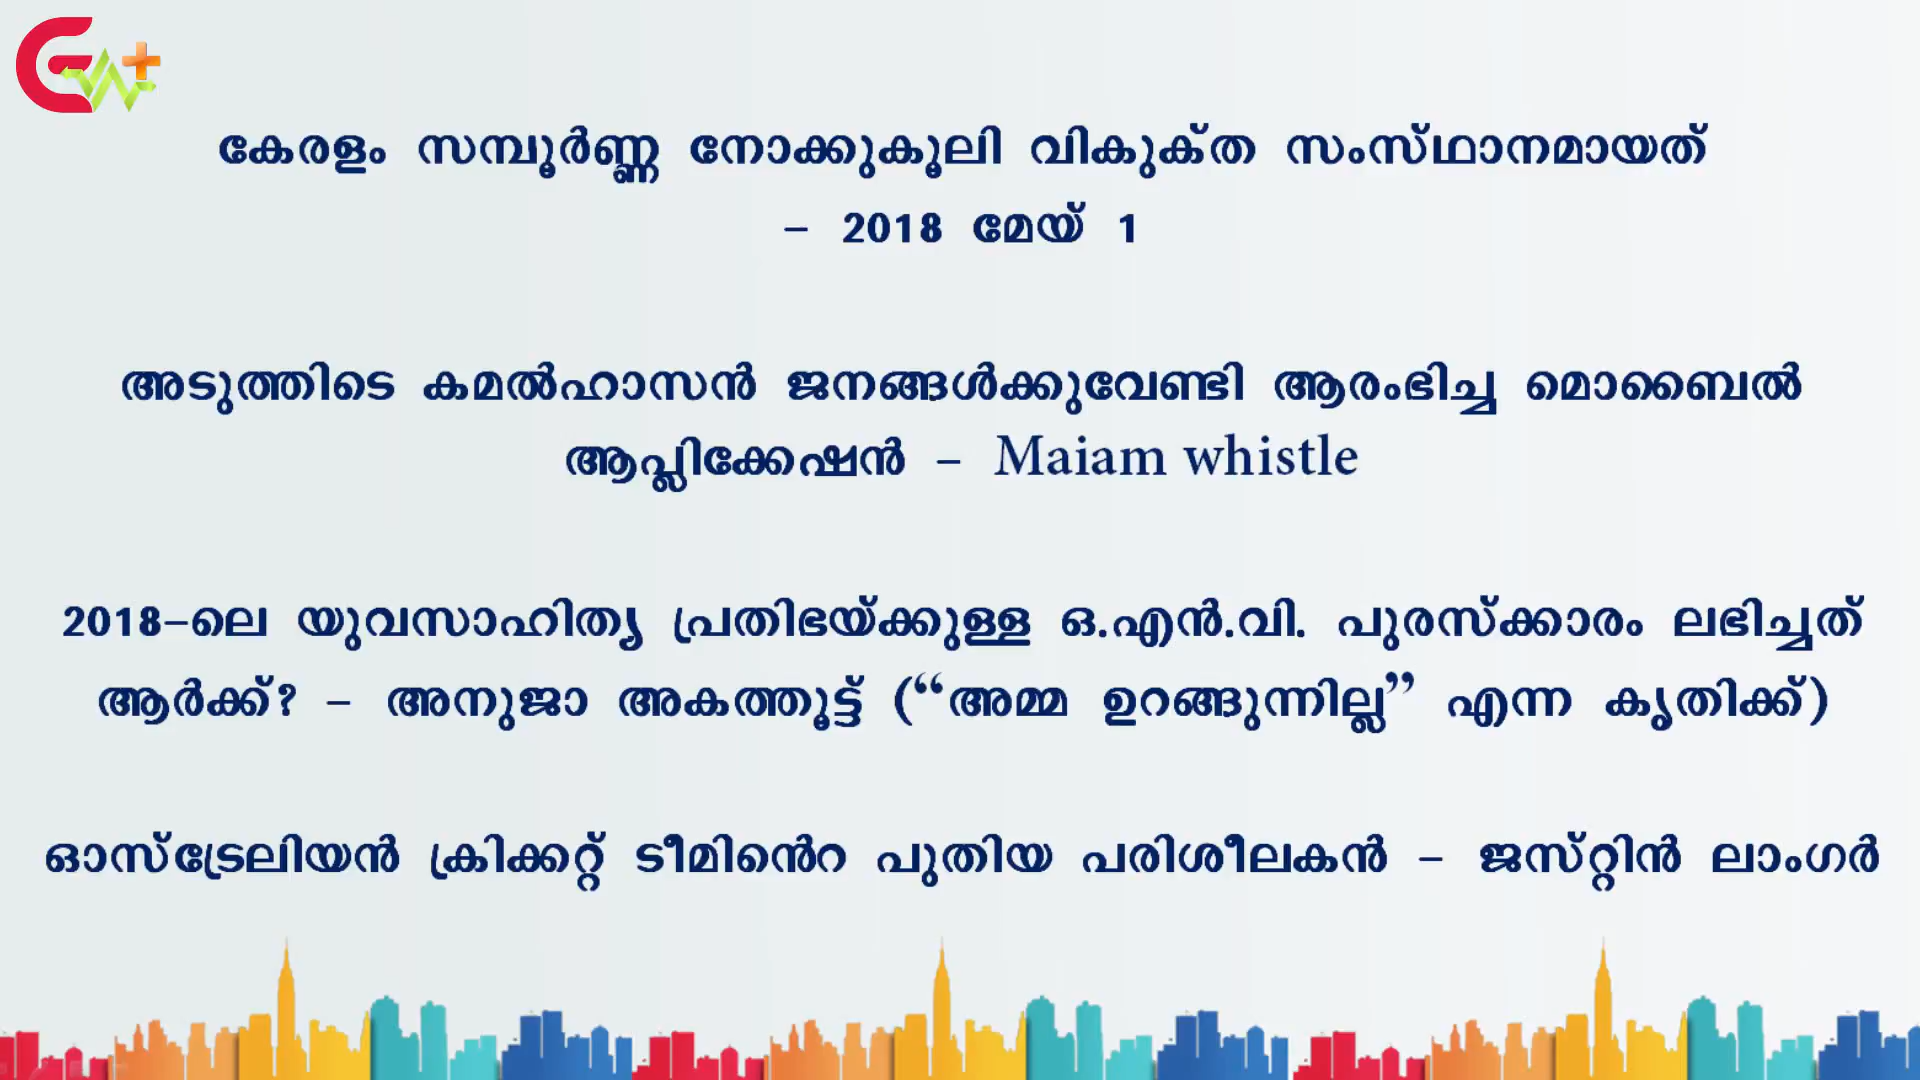 കേരളം സമ്പൂർണ്ണ നോക്കുകൂലി വികുക്ത സംസ്ഥാനമായത്
- 2018 മേയ് 1
അടുത്തിടെ കമൽഹാസൻ ജനങ്ങൾക്കുവേണ്ടി ആരംഭിച്ച മൊബൈൽ
ആപ്ലിക്കേഷൻ - Maiam whistle
2018-ലെ യുവസാഹിത്യ പ്രതിഭയ്ക്കുള്ള ഒ.എൻ.വി. പുരസ്ക്കാരം ലഭിച്ചത്
ആർക്ക്? - അനുജാ അകത്തൂട്ട് (“അമ്മ ഉറങ്ങുന്നില്ല” എന്ന കൃതിക്ക്)
ഓസ്ട്രേലിയൻ ക്രിക്കറ്റ് ടീമിൻെറ പുതിയ പരിശീലകൻ - ജസ്റ്റിൻ ലാംഗർ